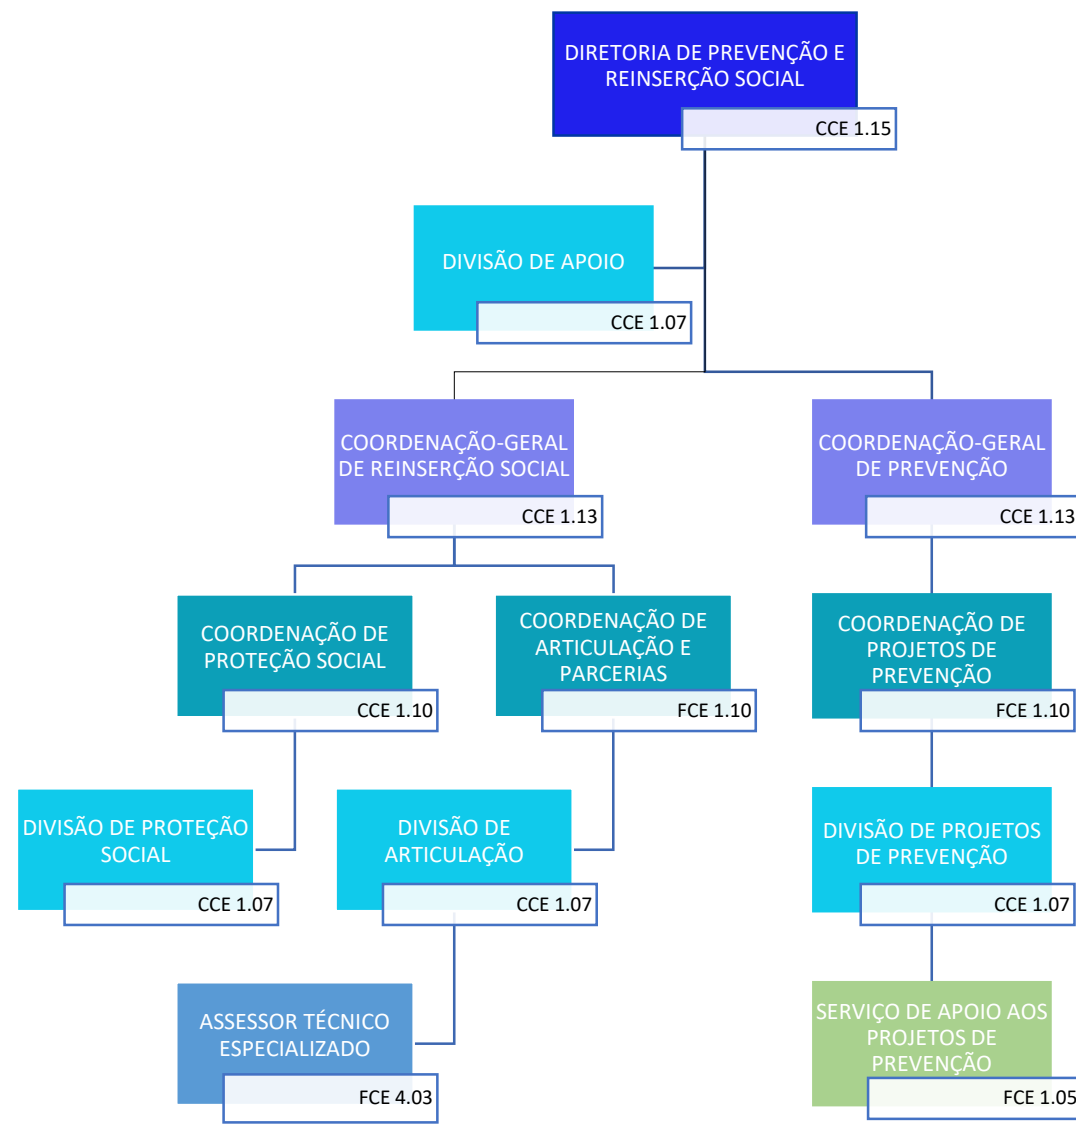 DIRETORIA DE PREVENÇÃO E
REINSERÇÃO SOCIAL
CCE 1.15
DIVISÃO DE APOIO
CCE 1.07
COORDENAÇÃO-GERAL
DE REINSERÇÃO SOCIAL
CCE 1.13
COORDENAÇÃO-GERAL
DE PREVENÇÃO
CCE 1.13
COORDENAÇÃO DE
PROTEÇÃO SOCIAL
CCE 1.10
COORDENAÇÃO DE
ARTICULAÇÃO E
PARCERIAS
FCE 1.10
COORDENAÇÃO DE
PROJETOS DE
PREVENÇÃO
FCE 1.10
DIVISÃO DE PROTEÇÃO
SOCIAL
CCE 1.07
DIVISÃO DE
ARTICULAÇÃO
CCE 1.07
DIVISÃO DE PROJETOS
DE PREVENÇÃO
CCE 1.07
ASSESSOR TÉCNICO
ESPECIALIZADO
FCE 4.03
SERVIÇO DE APOIO AOS
PROJETOS DE
PREVENÇÃO
FCE 1.05